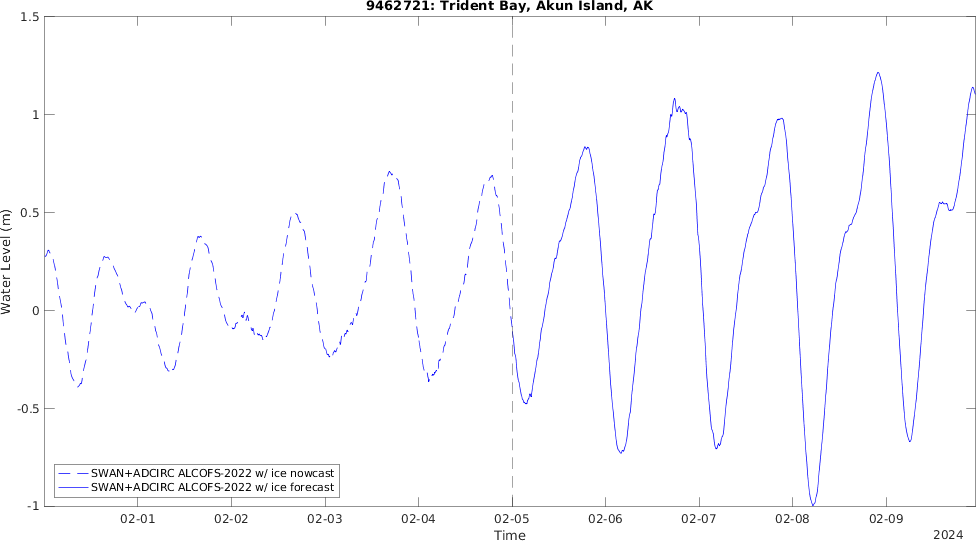 9462721: Trident Bay, Akun Island, AK
1.5
1
0.5
0
-0.5
-1
Water Level (m)
SWAN+ADCIRC ALCOFS-2022 w/ ice nowcast
SWAN+ADCIRC ALCOFS-2022 w/ ice forecast
02-01 02-02 02-03 02-04 02-05 02-06 02-07 02-08 02-09
Time
2024